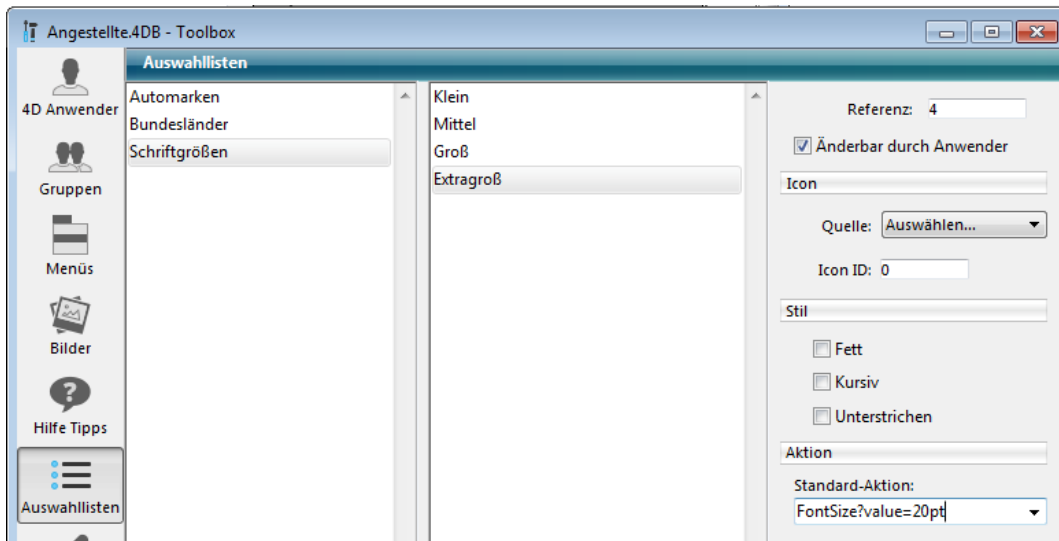 Angestellte.4DB - Toolbox
Auswahllisten
4D Anwender
Gruppen
Menüs
Bilder
Hilfe Tipps
Auswahllisten
Automarken
Bundesländer
Schriftgrößen
Klein
Mittel
Groß
Extragroß
Referenz: 4
Änderbar durch Anwender
Icon
Quelle: Auswählen...
Icon ID: 0
Stil
Fett
Kursiv
Unterstrichen
Aktion
Standard-Aktion:
FontSize?value=20pt